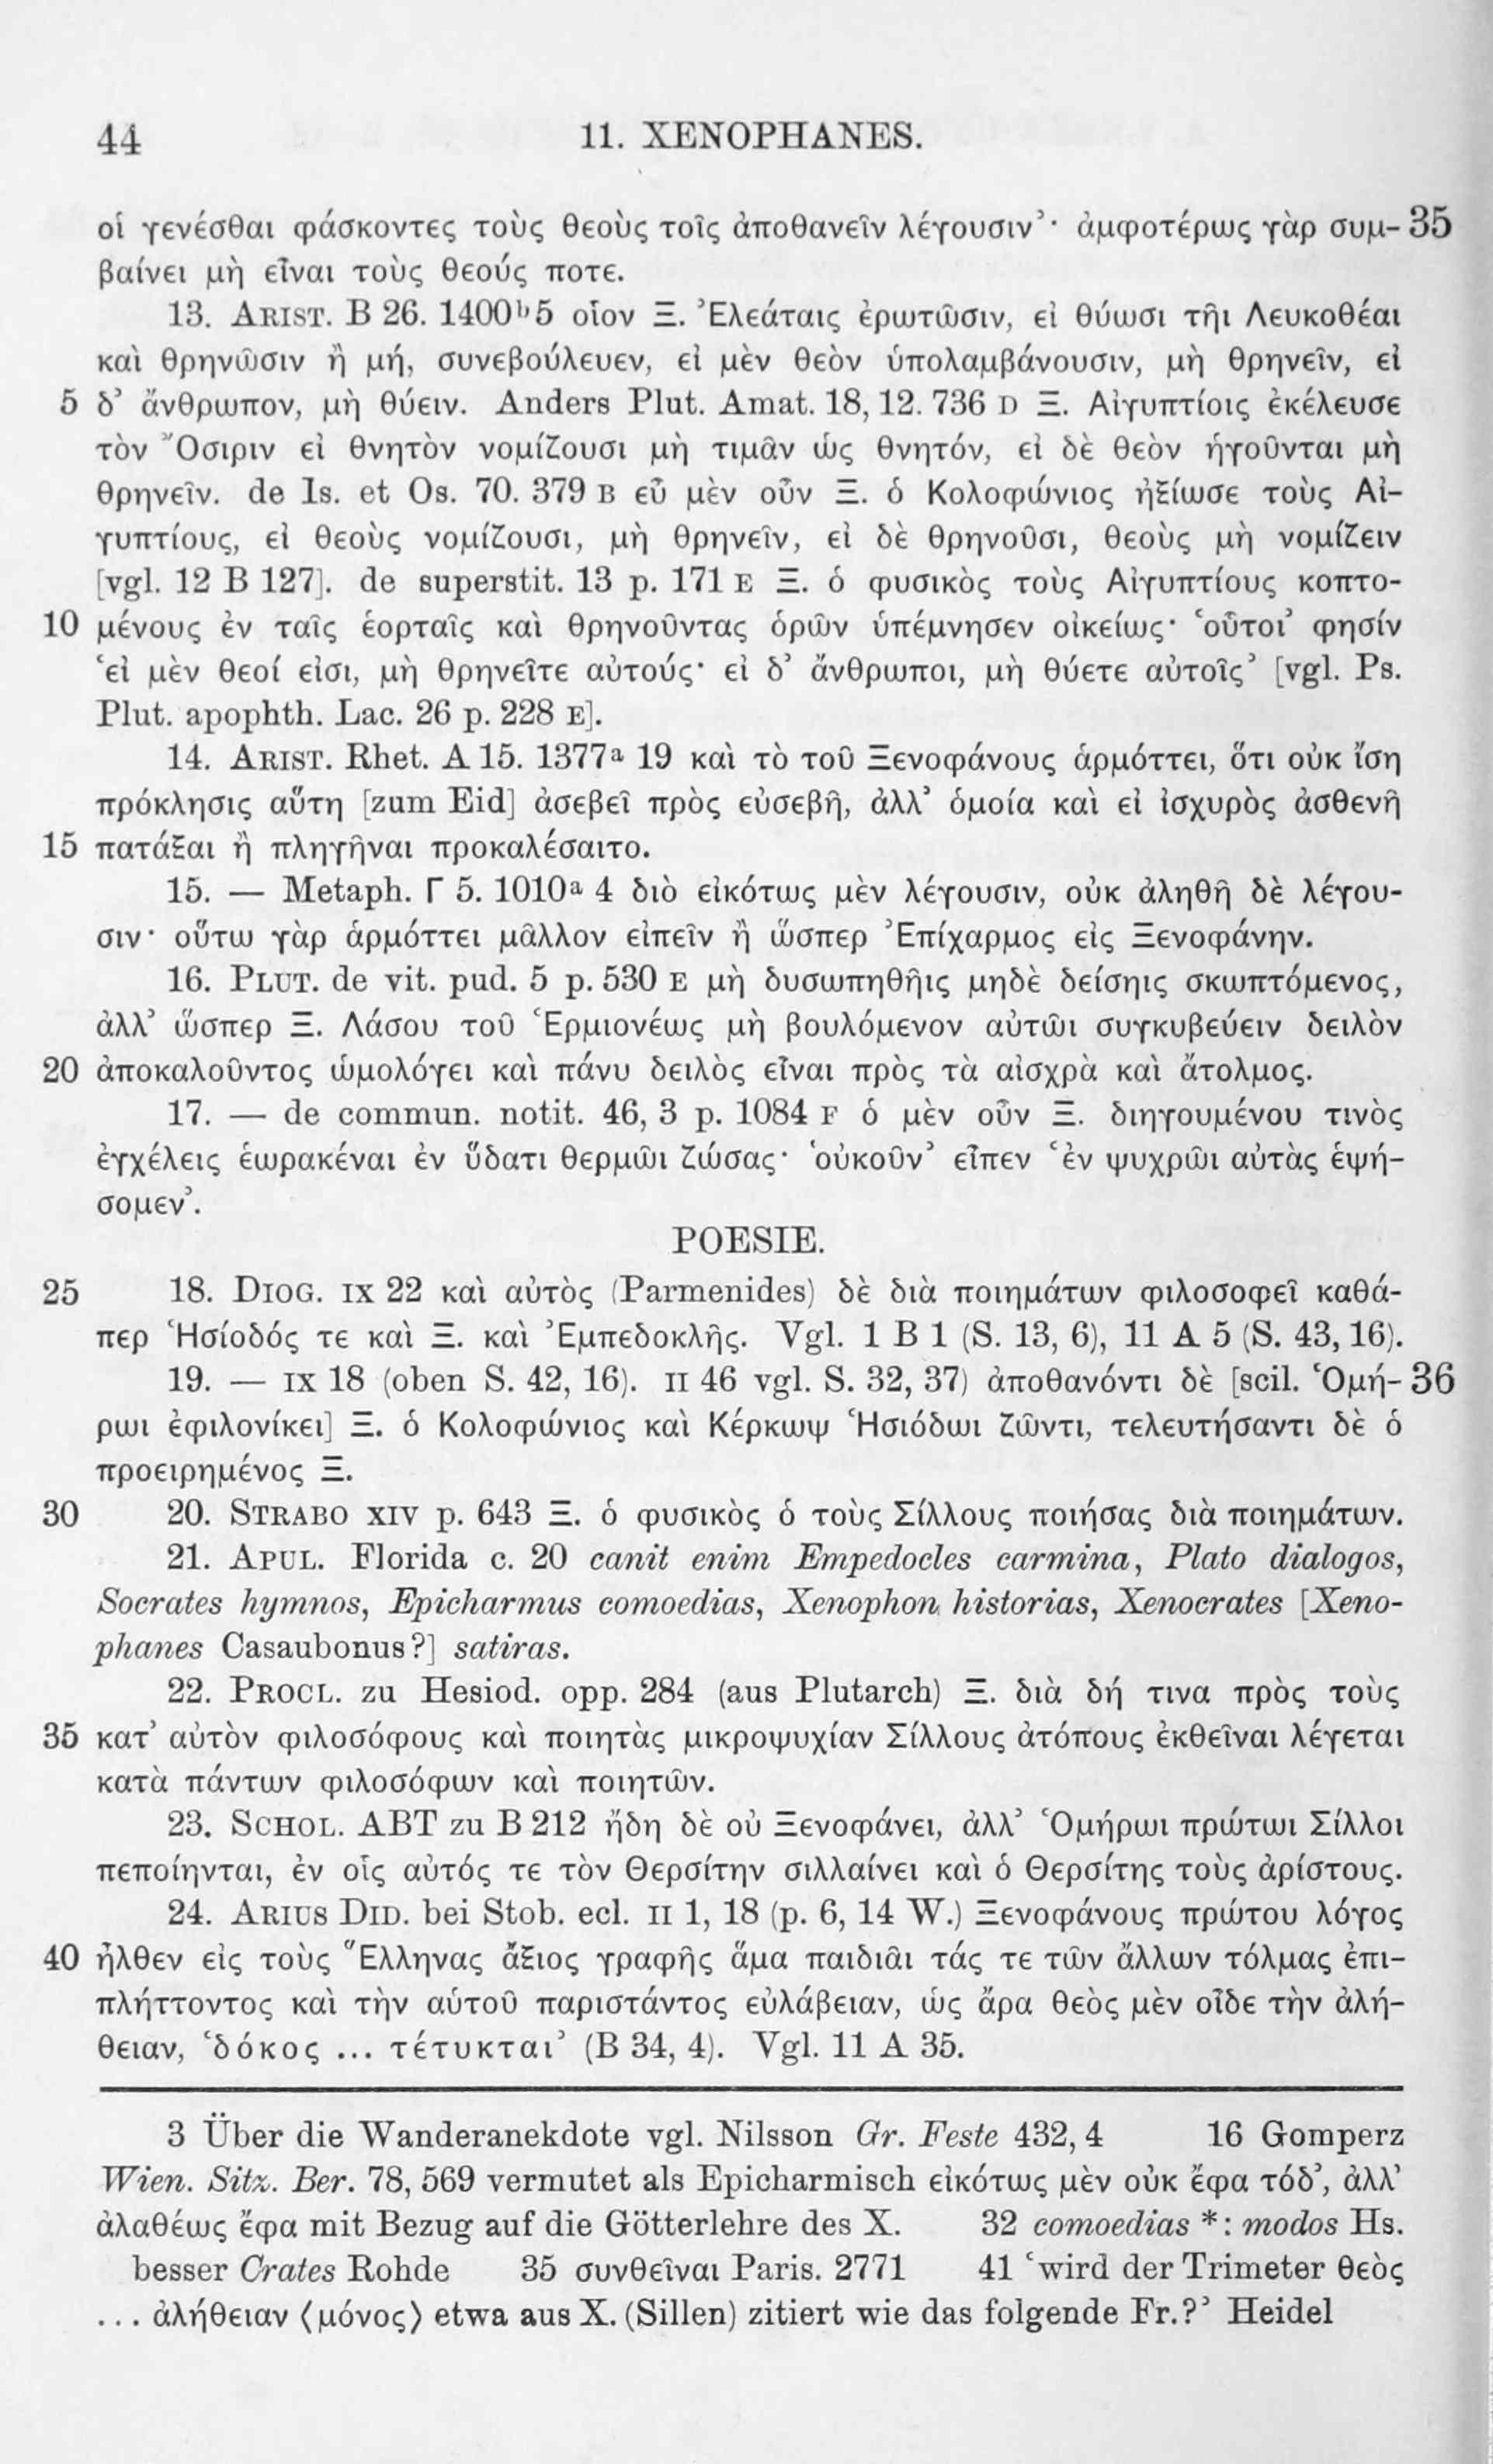 44 11. XENOPHANES.
οἱ γενέσθαι φάσκοντες τοὺς θεοὺς τοῖς ἀποθανεῖν λέγουσιν’· ἀμφοτέρως γὰρ συμ- 35
βαίνει μὴ εἶναι τοὺς θεούς ποτε.
13. ARIST. B 26. 1400ᵇ 5 οἷον Ξ. Ἐλεάταις ἐρωτῶσιν, εἰ θύωσι τῆι Λευκοθέαι
καὶ θρηνῶσιν ἢ μή, συνεβούλευεν, εἰ μὲν θεὸν ὑπολαμβάνουσιν, μὴ θρηνεῖν, εἰ
5 δ’ ἄνθρωπον, μὴ θύειν. Anders Plut. Amat. 18, 12. 736 D Ξ. Αἰγυπτίοις ἐκέλευσε
τὸν Ὄσιριν εἰ θνητὸν νομίζουσι μὴ τιμᾶν ὡς θνητόν, εἰ δὲ θεὸν ἡγοῦνται μὴ
θρηνεῖν. de Is. et Os. 70. 379 B εὖ μὲν οὖν Ξ. ὁ Κολοφώνιος ἠξίωσε τοὺς Αἰ-
γυπτίους, εἰ θεοὺς νομίζουσι, μὴ θρηνεῖν, εἰ δὲ θρηνοῦσι, θεοὺς μὴ νομίζειν
[vgl. 12 B 127]. de superstit. 13 p. 171 E Ξ. ὁ φυσικὸς τοὺς Αἰγυπτίους κοπτο-
10 μένους ἐν ταῖς ἑορταῖς καὶ θρηνοῦντας ὁρῶν ὑπέμνησεν οἰκείως· ‘οὗτοι’ φησίν
‘εἰ μὲν θεοί εἰσι, μὴ θρηνεῖτε αὐτούς· εἰ δ’ ἄνθρωποι, μὴ θύετε αὐτοῖς’ [vgl. Ps.
Plut. apophth. Lac. 26 p. 228 E].
14. ARIST. Rhet. A 15. 1377ᵃ 19 καὶ τὸ τοῦ Ξενοφάνους ἁρμόττει, ὅτι οὐκ ἴση
πρόκλησις αὕτη [zum Eid] ἀσεβεῖ πρὸς εὐσεβῆ, ἀλλ’ ὁμοία καὶ εἰ ἰσχυρὸς ἀσθενῆ
15 πατάξαι ἢ πληγῆναι προκαλέσαιτο.
15. — Metaph. Γ 5. 1010ᵃ 4 διὸ εἰκότως μὲν λέγουσιν, οὐκ ἀληθῆ δὲ λέγου-
σιν· οὕτω γὰρ ἁρμόττει μᾶλλον εἰπεῖν ἢ ὥσπερ Ἐπίχαρμος εἰς Ξενοφάνην.
16. PLUT. de vit. pud. 5 p. 530 E μὴ δυσωπηθῆις μηδὲ δείσηις σκωπτόμενος,
ἀλλ’ ὥσπερ Ξ. Λάσου τοῦ Ἑρμιονέως μὴ βουλόμενον αὐτῶι συγκυβεύειν δειλὸν
20 ἀποκαλοῦντος ὡμολόγει καὶ πάνυ δειλὸς εἶναι πρὸς τὰ αἰσχρὰ καὶ ἄτολμος.
17. — de commun. notit. 46, 3 p. 1084 F ὁ μὲν οὖν Ξ. διηγουμένου τινὸς
ἐγχέλεις ἑωρακέναι ἐν ὕδατι θερμῶι ζώσας· ‘οὐκοῦν’ εἶπεν ‘ἐν ψυχρῶι αὐτὰς ἑψή-
σομεν’.
POESIE.
25 18. DIOG. IX 22 καὶ αὐτὸς (Parmenides) δὲ διὰ ποιημάτων φιλοσοφεῖ καθά-
περ Ἡσίοδός τε καὶ Ξ. καὶ Ἐμπεδοκλῆς. Vgl. 1 B 1 (S. 13, 6), 11 A 5 (S. 43, 16).
19. — IX 18 (oben S. 42, 16). II 46 vgl. S. 32, 37) ἀποθανόντι δὲ [scil. Ὁμή- 36
ρωι ἐφιλονίκει] Ξ. ὁ Κολοφώνιος καὶ Κέρκωψ Ἡσιόδωι ζῶντι, τελευτήσαντι δὲ ὁ
προειρημένος Ξ.
30 20. STRABO XIV p. 643 Ξ. ὁ φυσικὸς ὁ τοὺς Σίλλους ποιήσας διὰ ποιημάτων.
21. APUL. Florida c. 20 canit enim Empedocles carmina, Plato dialogos,
Socrates hymnos, Epicharmus comoedias, Xenophon historias, Xenocrates [Xeno-
phanes Casaubonus?] satiras.
22. PROCL. zu Hesiod. opp. 284 (aus Plutarch) Ξ. διὰ δή τινα πρὸς τοὺς
35 κατ’ αὐτὸν φιλοσόφους καὶ ποιητὰς μικροψυχίαν Σίλλους ἀτόπους ἐκθεῖναι λέγεται
κατὰ πάντων φιλοσόφων καὶ ποιητῶν.
23. SCHOL. ABT zu B 212 ἤδη δὲ οὐ Ξενοφάνει, ἀλλ’ Ὁμήρωι πρώτωι Σίλλοι
πεποίηνται, ἐν οἷς αὐτός τε τὸν Θερσίτην σιλλαίνει καὶ ὁ Θερσίτης τοὺς ἀρίστους.
24. ARIUS DID. bei Stob. ecl. II 1, 18 (p. 6, 14 W.) Ξενοφάνους πρώτου λόγος
40 ἦλθεν εἰς τοὺς Ἕλληνας ἄξιος γραφῆς ἅμα παιδιᾶι τάς τε τῶν ἄλλων τόλμας ἐπι-
πλήττοντος καὶ τὴν αὑτοῦ παριστάντος εὐλάβειαν, ὡς ἄρα θεὸς μὲν οἶδε τὴν ἀλή-
θειαν, ‘δόκος ... τέτυκται’ (B 34, 4). Vgl. 11 A 35.
3 Über die Wanderanekdote vgl. Nilsson Gr. Feste 432, 4 16 Gomperz
Wien. Sitz. Ber. 78, 569 vermutet als Epicharmisch εἰκότως μὲν οὐκ ἔφα τόδ’, ἀλλ’
ἀλαθέως ἔφα mit Bezug auf die Götterlehre des X. 32 comoedias *: modos Hs.
besser Crates Rohde 35 συνθεῖναι Paris. 2771 41 ‘wird der Trimeter θεὸς
... ἀλήθειαν ⟨μόνος⟩ etwa aus X. (Sillen) zitiert wie das folgende Fr.?’ Heidel